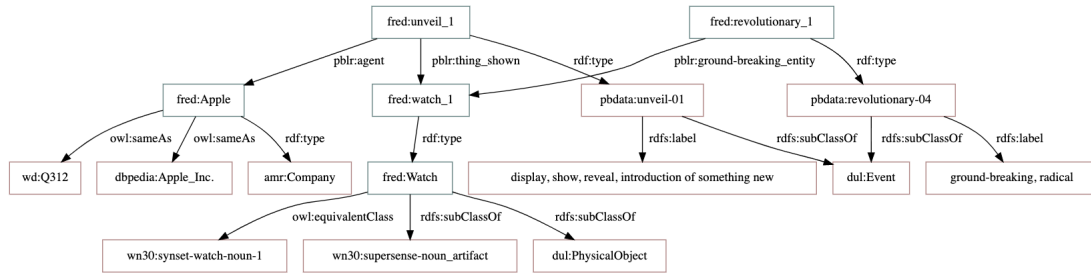 fred:unveil_1
fred:revolutionary_1
pblr:agent
pblr:thing_shown
rdf:type
pblr:ground-breaking_entity
rdf:type
fred:Apple
fred:watch_1
pbdata:unveil-01
pbdata:revolutionary-04
owl:sameAs
owl:sameAs
rdf:type
rdf:type
rdfs:label
rdfs:subClassOf
rdfs:subClassOf
rdfs:label
wd:Q312
dbpedia:Apple_Inc.
amr:Company
fred:Watch
display, show, reveal, introduction of something new
dul:Event
ground-breaking, radical
owl:equivalentClass
rdfs:subClassOf
rdfs:subClassOf
wn30:synset-watch-noun-1
wn30:supersense-noun_artifact
dul:PhysicalObject